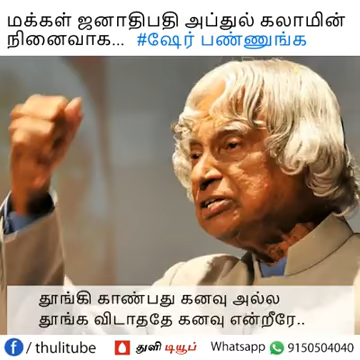 மக்கள் ஜனாதிபதி அப்துல் கலாமின்
நினைவாக... #ஷேர் பண்ணுங்க
தூங்கி காண்பது கனவு அல்ல
தூங்க விடாததே கனவு என்றீரே..
f / thulitube துளி டியூப் Whatsapp 9150504040